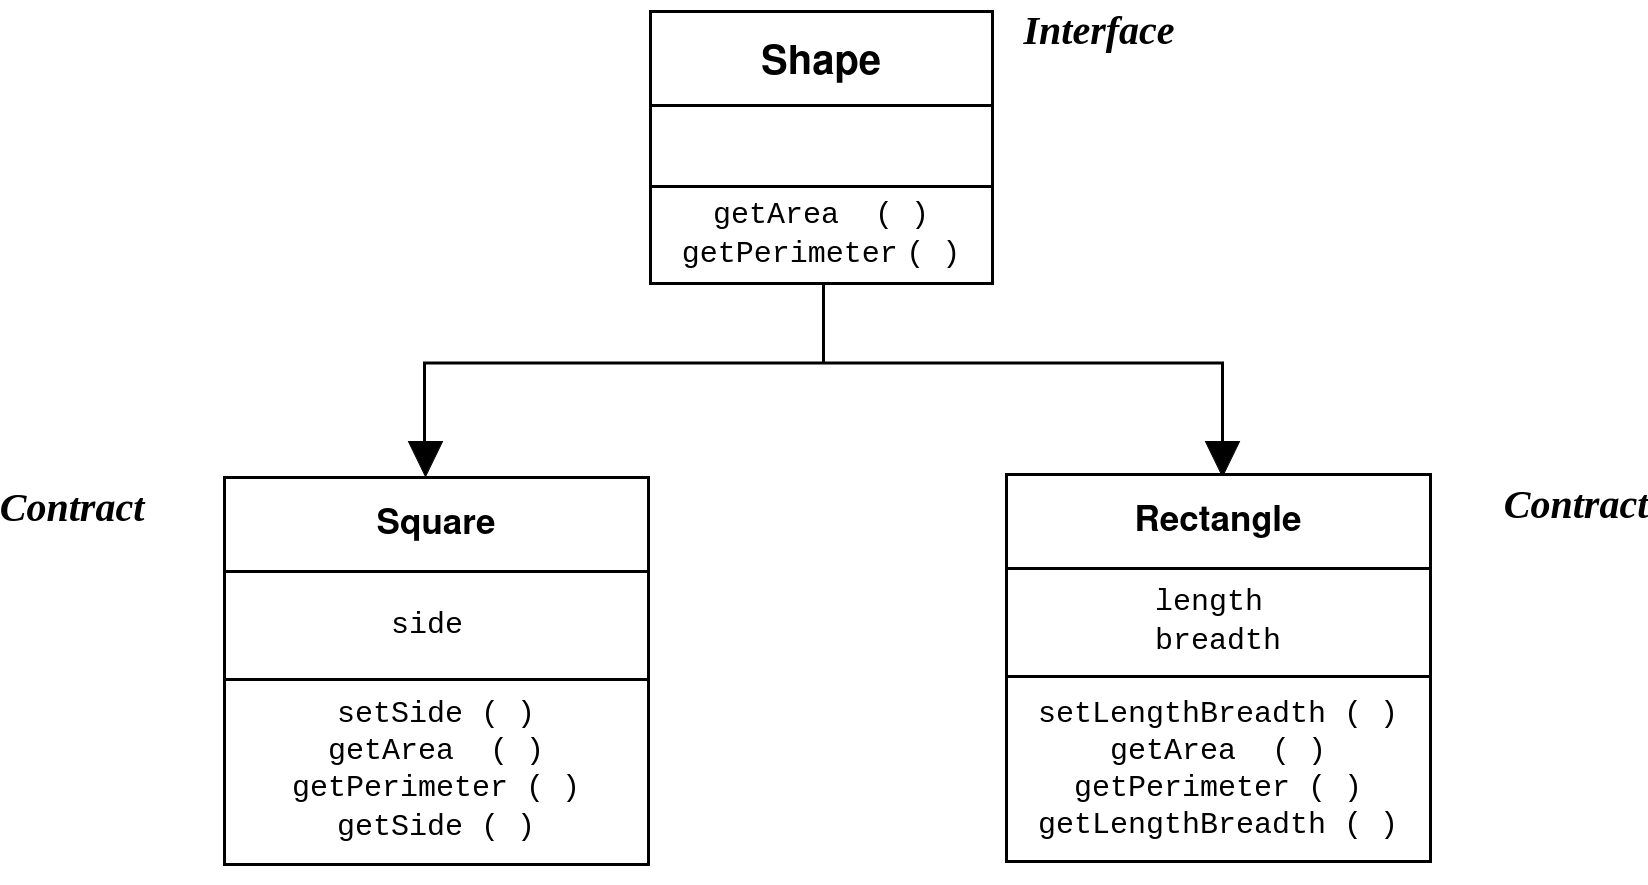 Interface
Shape
getArea  ( )
getPerimeter ( )
Contract
Square
side
setSide ( )
getArea  ( )
getPerimeter ( )
getSide ( )
Contract
Rectangle
length
breadth
setLengthBreadth ( )
getArea  ( )
getPerimeter ( )
getLengthBreadth ( )